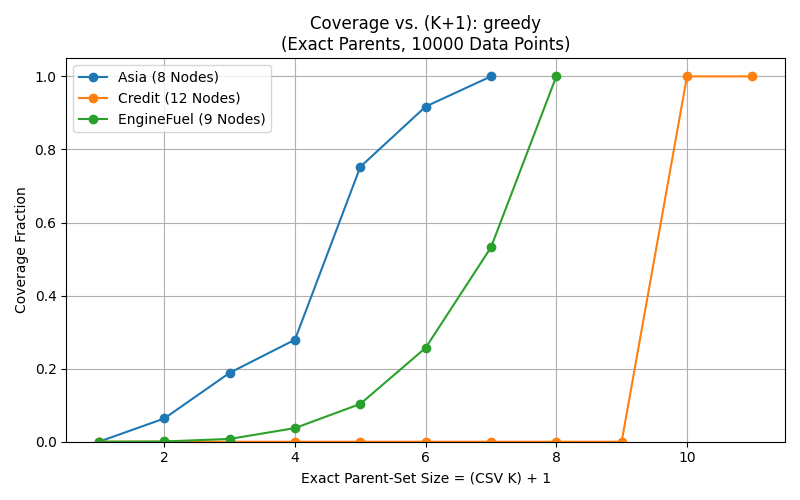 Coverage vs. (K+1): greedy
(Exact Parents, 10000 Data Points)
Asia (8 Nodes)
Credit (12 Nodes)
EngineFuel (9 Nodes)
Coverage Fraction
1.0
0.8
0.6
0.4
0.2
0.0
2 4 6 8 10
Exact Parent-Set Size = (CSV K) + 1